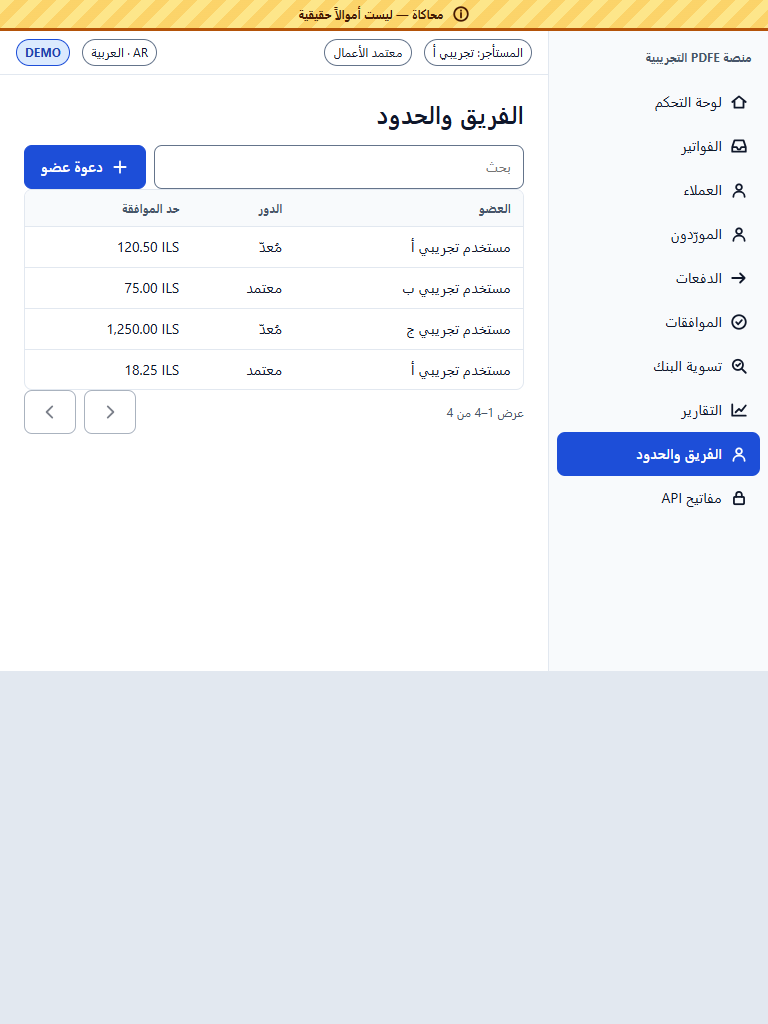 محاكاة — ليست أموالاً حقيقية
منصة PDFE التجريبية
لوحة التحكم
الفواتير
العملاء
المورّدون
الدفعات
الموافقات
تسوية البنك
التقارير
الفريق والحدود
مفاتيح API
المستأجر: تجريبي أ
معتمد الأعمال
AR · العربية
DEMO
الفريق والحدود
بحث
دعوة عضو
العضو الدور حد الموافقة
مستخدم تجريبي أ مُعدّ 120.50 ILS
مستخدم تجريبي ب معتمد 75.00 ILS
مستخدم تجريبي ج مُعدّ 1,250.00 ILS
مستخدم تجريبي أ معتمد 18.25 ILS
عرض 1–4 من 4